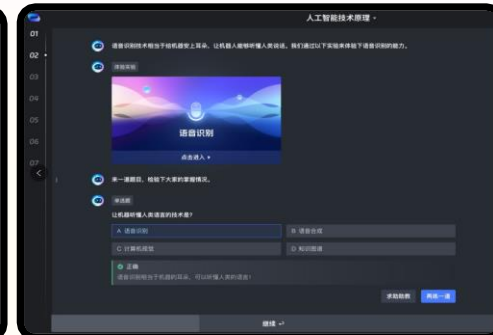 人工智能技术原理
01
语音识别技术相当于给机器安上耳朵，让机器人能够听懂人类说话。我们通过以下实验来体验下语音识别的能力。
02
体验实验
03
04
语音识别
05
点击进入
06
07
来一道题目，检验下大家的掌握情况。
单选题
让机器听懂人类语言的技术是？
A 语音识别
B 语音合成
C 计算机视觉
D 知识图谱
正确
语音识别相当于机器的耳朵，可以听懂人类的语言！
求助助教
再练一道
继续